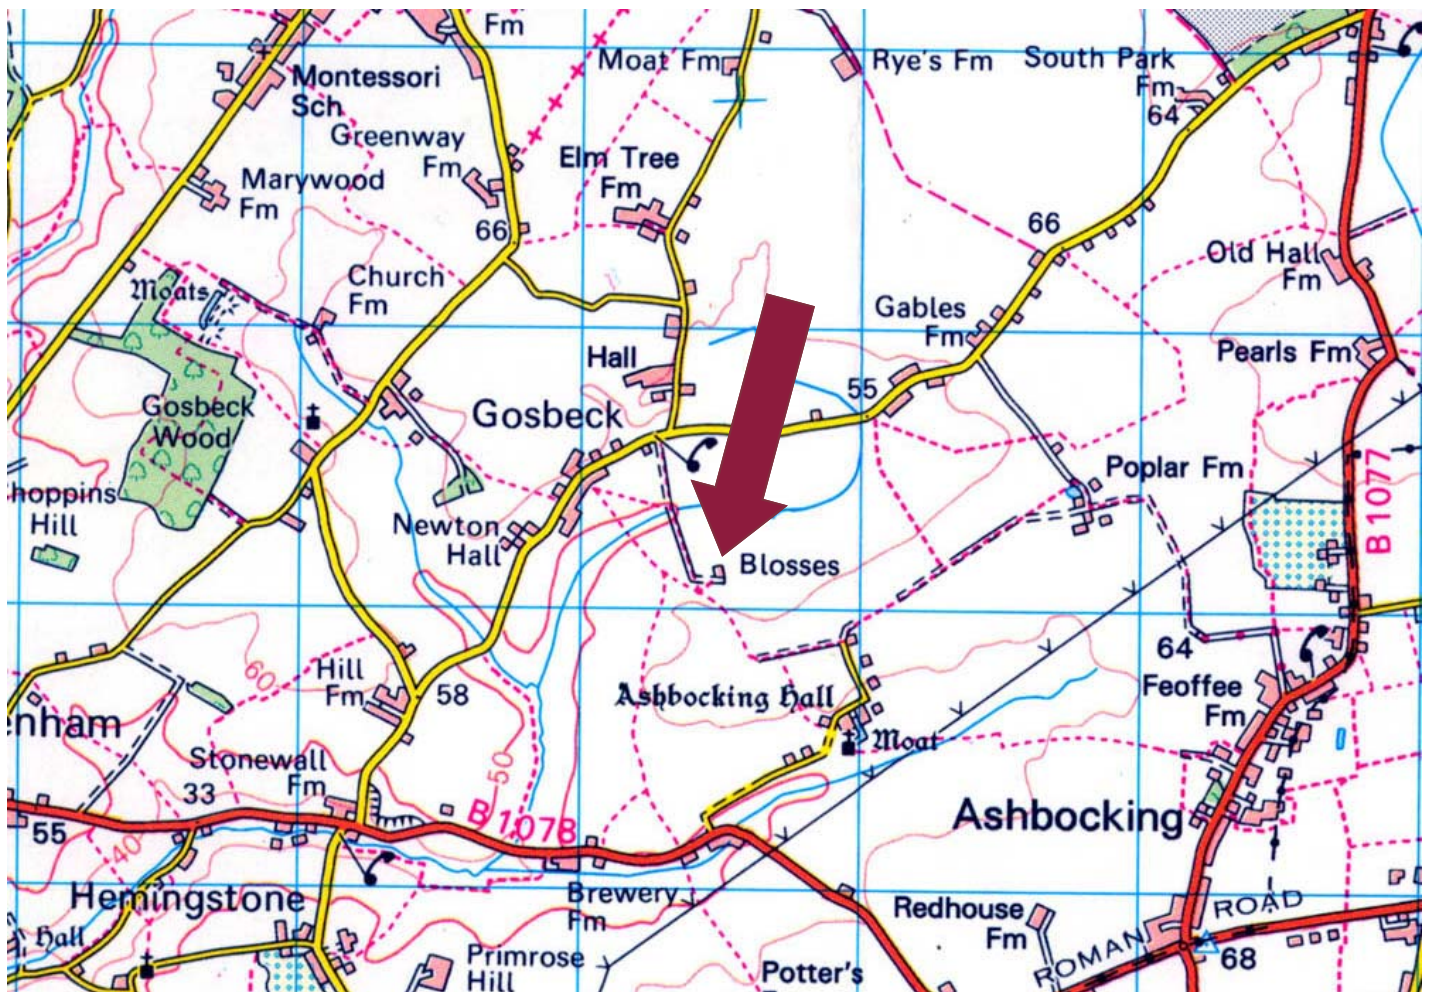 Fm
Moat Fm
Rye's Fm
South Park
Fm
64
Montessori
Sch
Greenway
Fm
Elm Tree
Fm
Marywood
Fm
66
66
Old Hall
Fm
Moats
Church
Fm
Gables
Fm
Hall
Pearls Fm
55
Gosbeck
Wood
Gosbeck
Poplar Fm
hoppins
Hill
Newton
Hall
B 1077
Blosses
60
Hill
Fm
58
64
Ashbocking Hall
Feoffee
Fm
enham
Moat
Stonewall
Fm
50
33
55
B 1078
Ashbocking
40
Hemingstone
Brewery
Fm
Redhouse
Fm
ROMAN ROAD
Hall
Primrose
Hill
Potter's
68